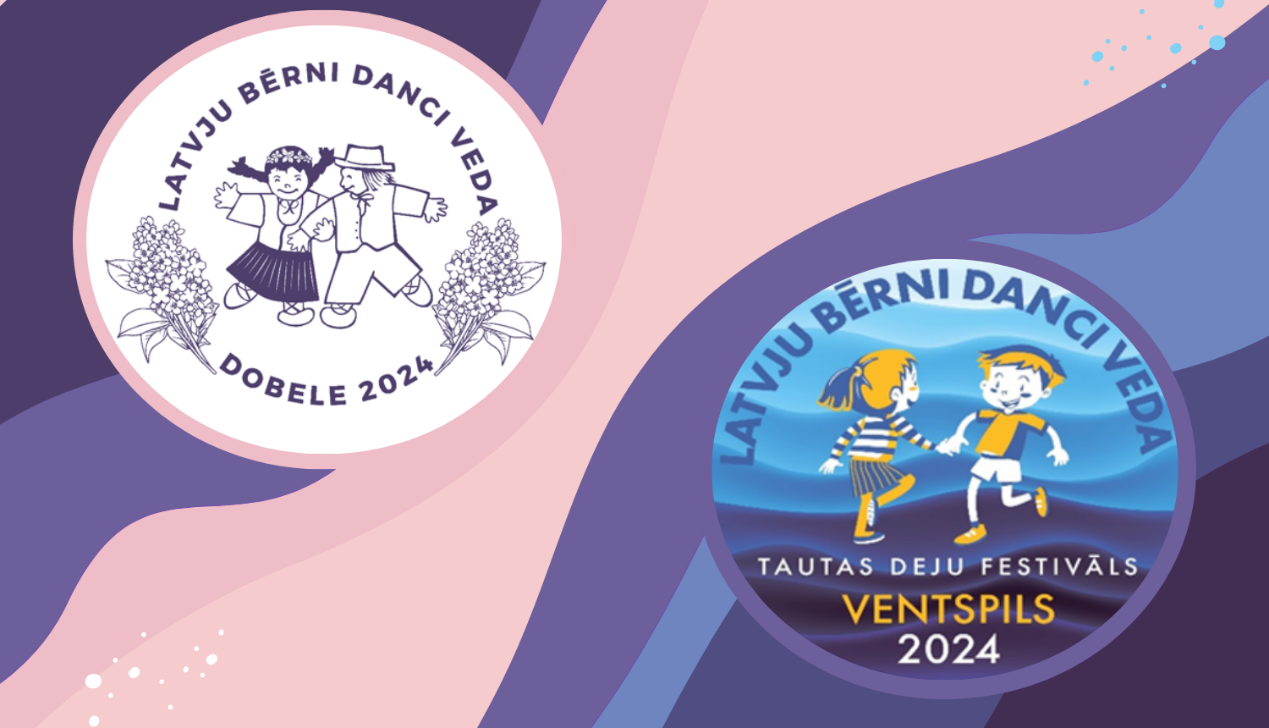 LATVJU BĒRNI DANCI VEDA
DOBELE 2024
LATVJU BĒRNI DANCI VEDA
TAUTAS DEJU FESTIVĀLS
VENTSPILS
2024